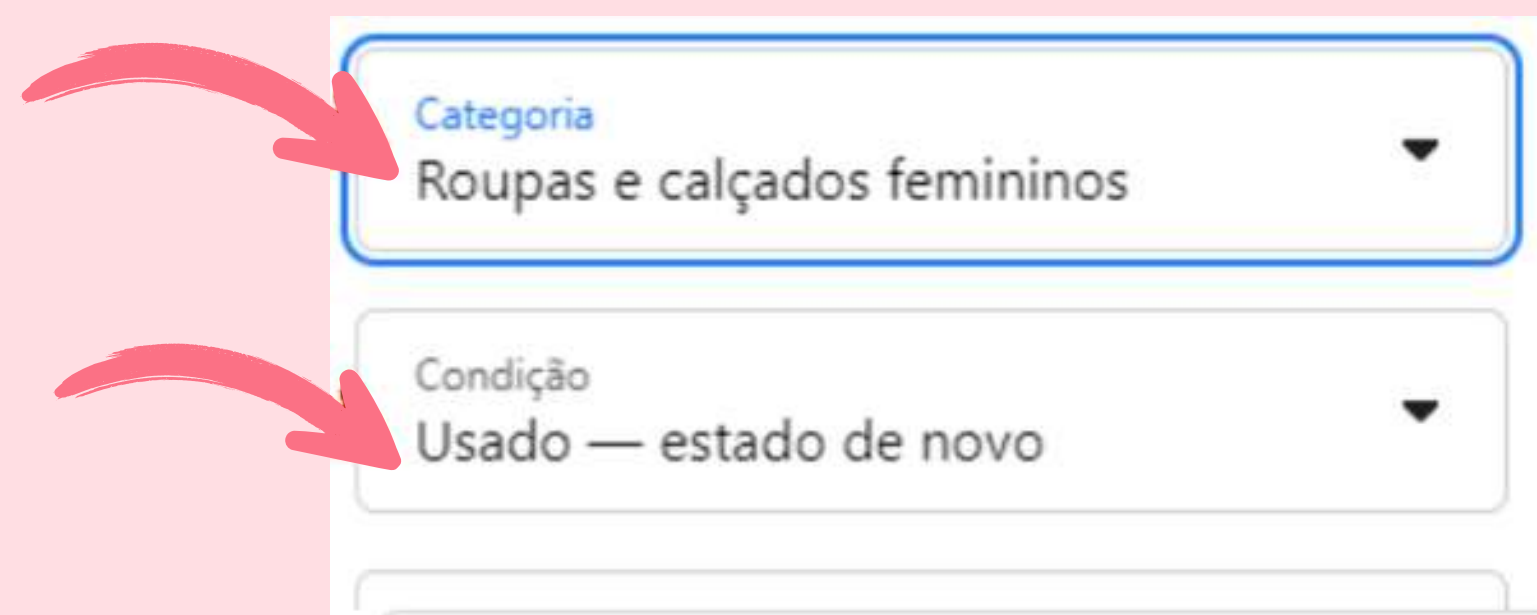 Categoria
Roupas e calçados femininos
Condição
Usado — estado de novo